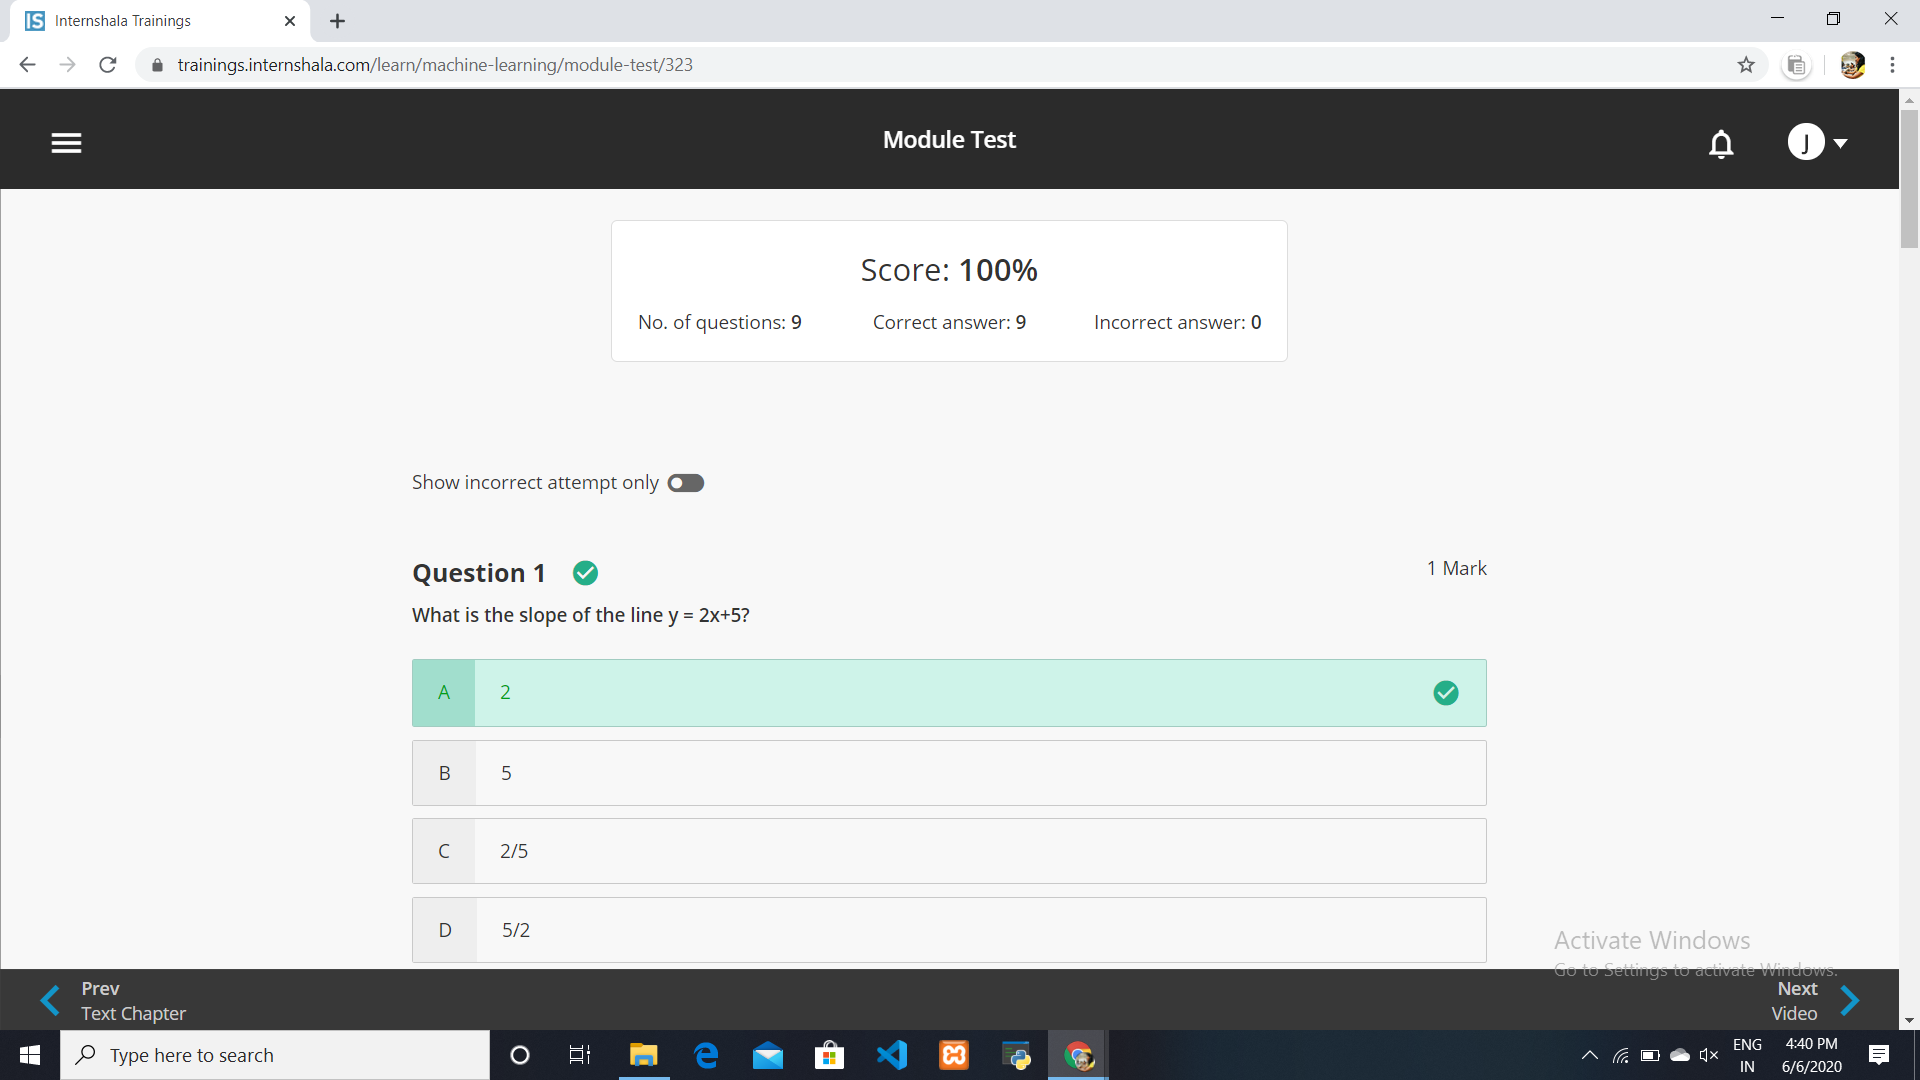 IS Internshala Trainings
trainings.internshala.com/learn/machine-learning/module-test/323
Module Test
J
Score: 100%
No. of questions: 9 Correct answer: 9 Incorrect answer: 0
Show incorrect attempt only
Question 1 1 Mark
What is the slope of the line y = 2x+5?
A 2
B 5
C 2/5
D 5/2
Activate Windows
Go to Settings to activate Windows.
Prev
Text Chapter
Next
Video
Type here to search
ENG
IN
4:40 PM
6/6/2020